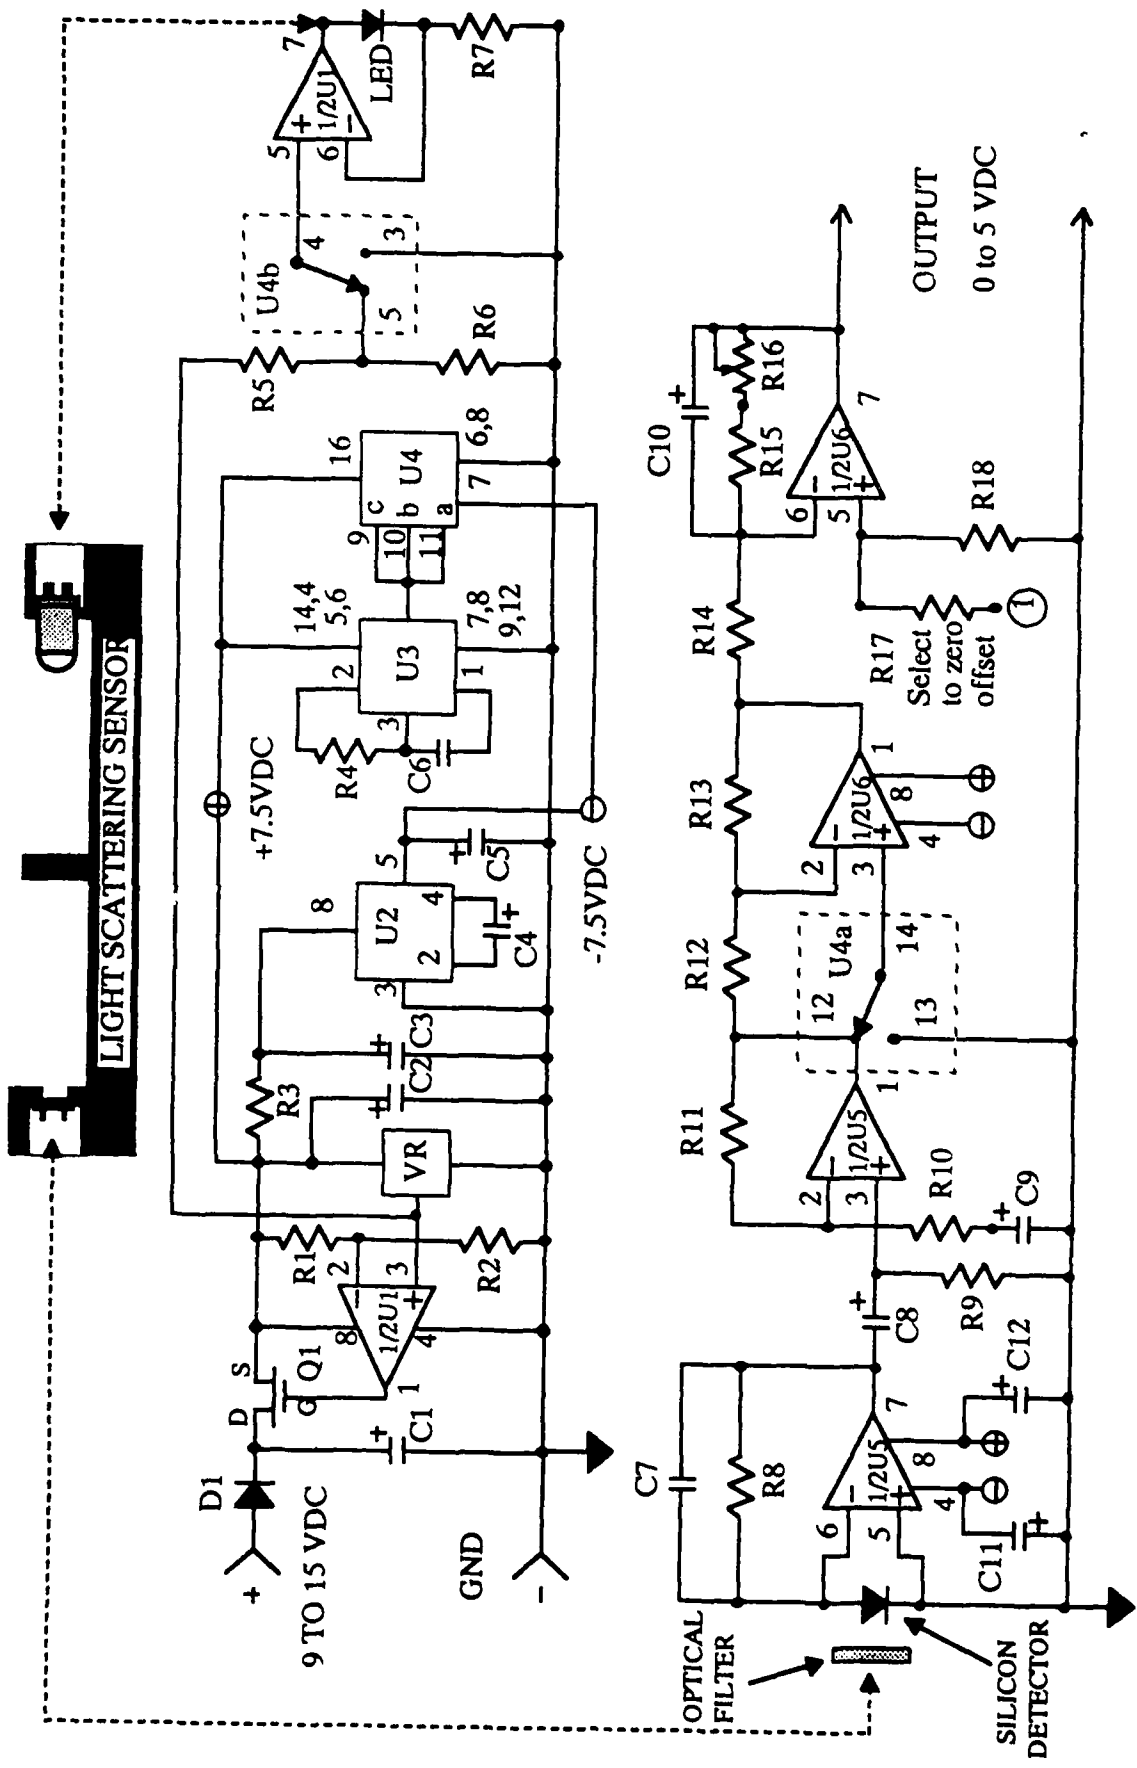 LIGHT SCATTERING SENSOR
D1
+
9 TO 15 VDC
GND
-
D
S
G
Q1
+
C1
R1
2
3
8
4
1
1/2U1
-
+
R2
VR
+
C2
+
C3
R3
+7.5VDC
8
U2
3
2
4
5
+
C4
+
C5
-7.5VDC
R4
C6
2
3
1
U3
14,4
5,6
7,8
9,12
16
U4
c
b
a
9
10
11
6,8
7
R5
R6
U4b
4
5
3
5
6
+
-
1/2U1
7
LED
R7
OPTICAL
FILTER
SILICON
DETECTOR
C7
R8
6
5
-
+
1/2U5
7
8
4
C11
+
+
C12
+
C8
R9
R10
+
C9
2
3
-
+
1/2U5
1
R11
R12
U4a
12
13
14
R13
2
3
-
+
1/2U6
1
8
4
R14
R15
R16
C10
+
6
5
-
+
1/2U6
7
R17
Select
to zero
offset
1
R18
OUTPUT
0 to 5 VDC